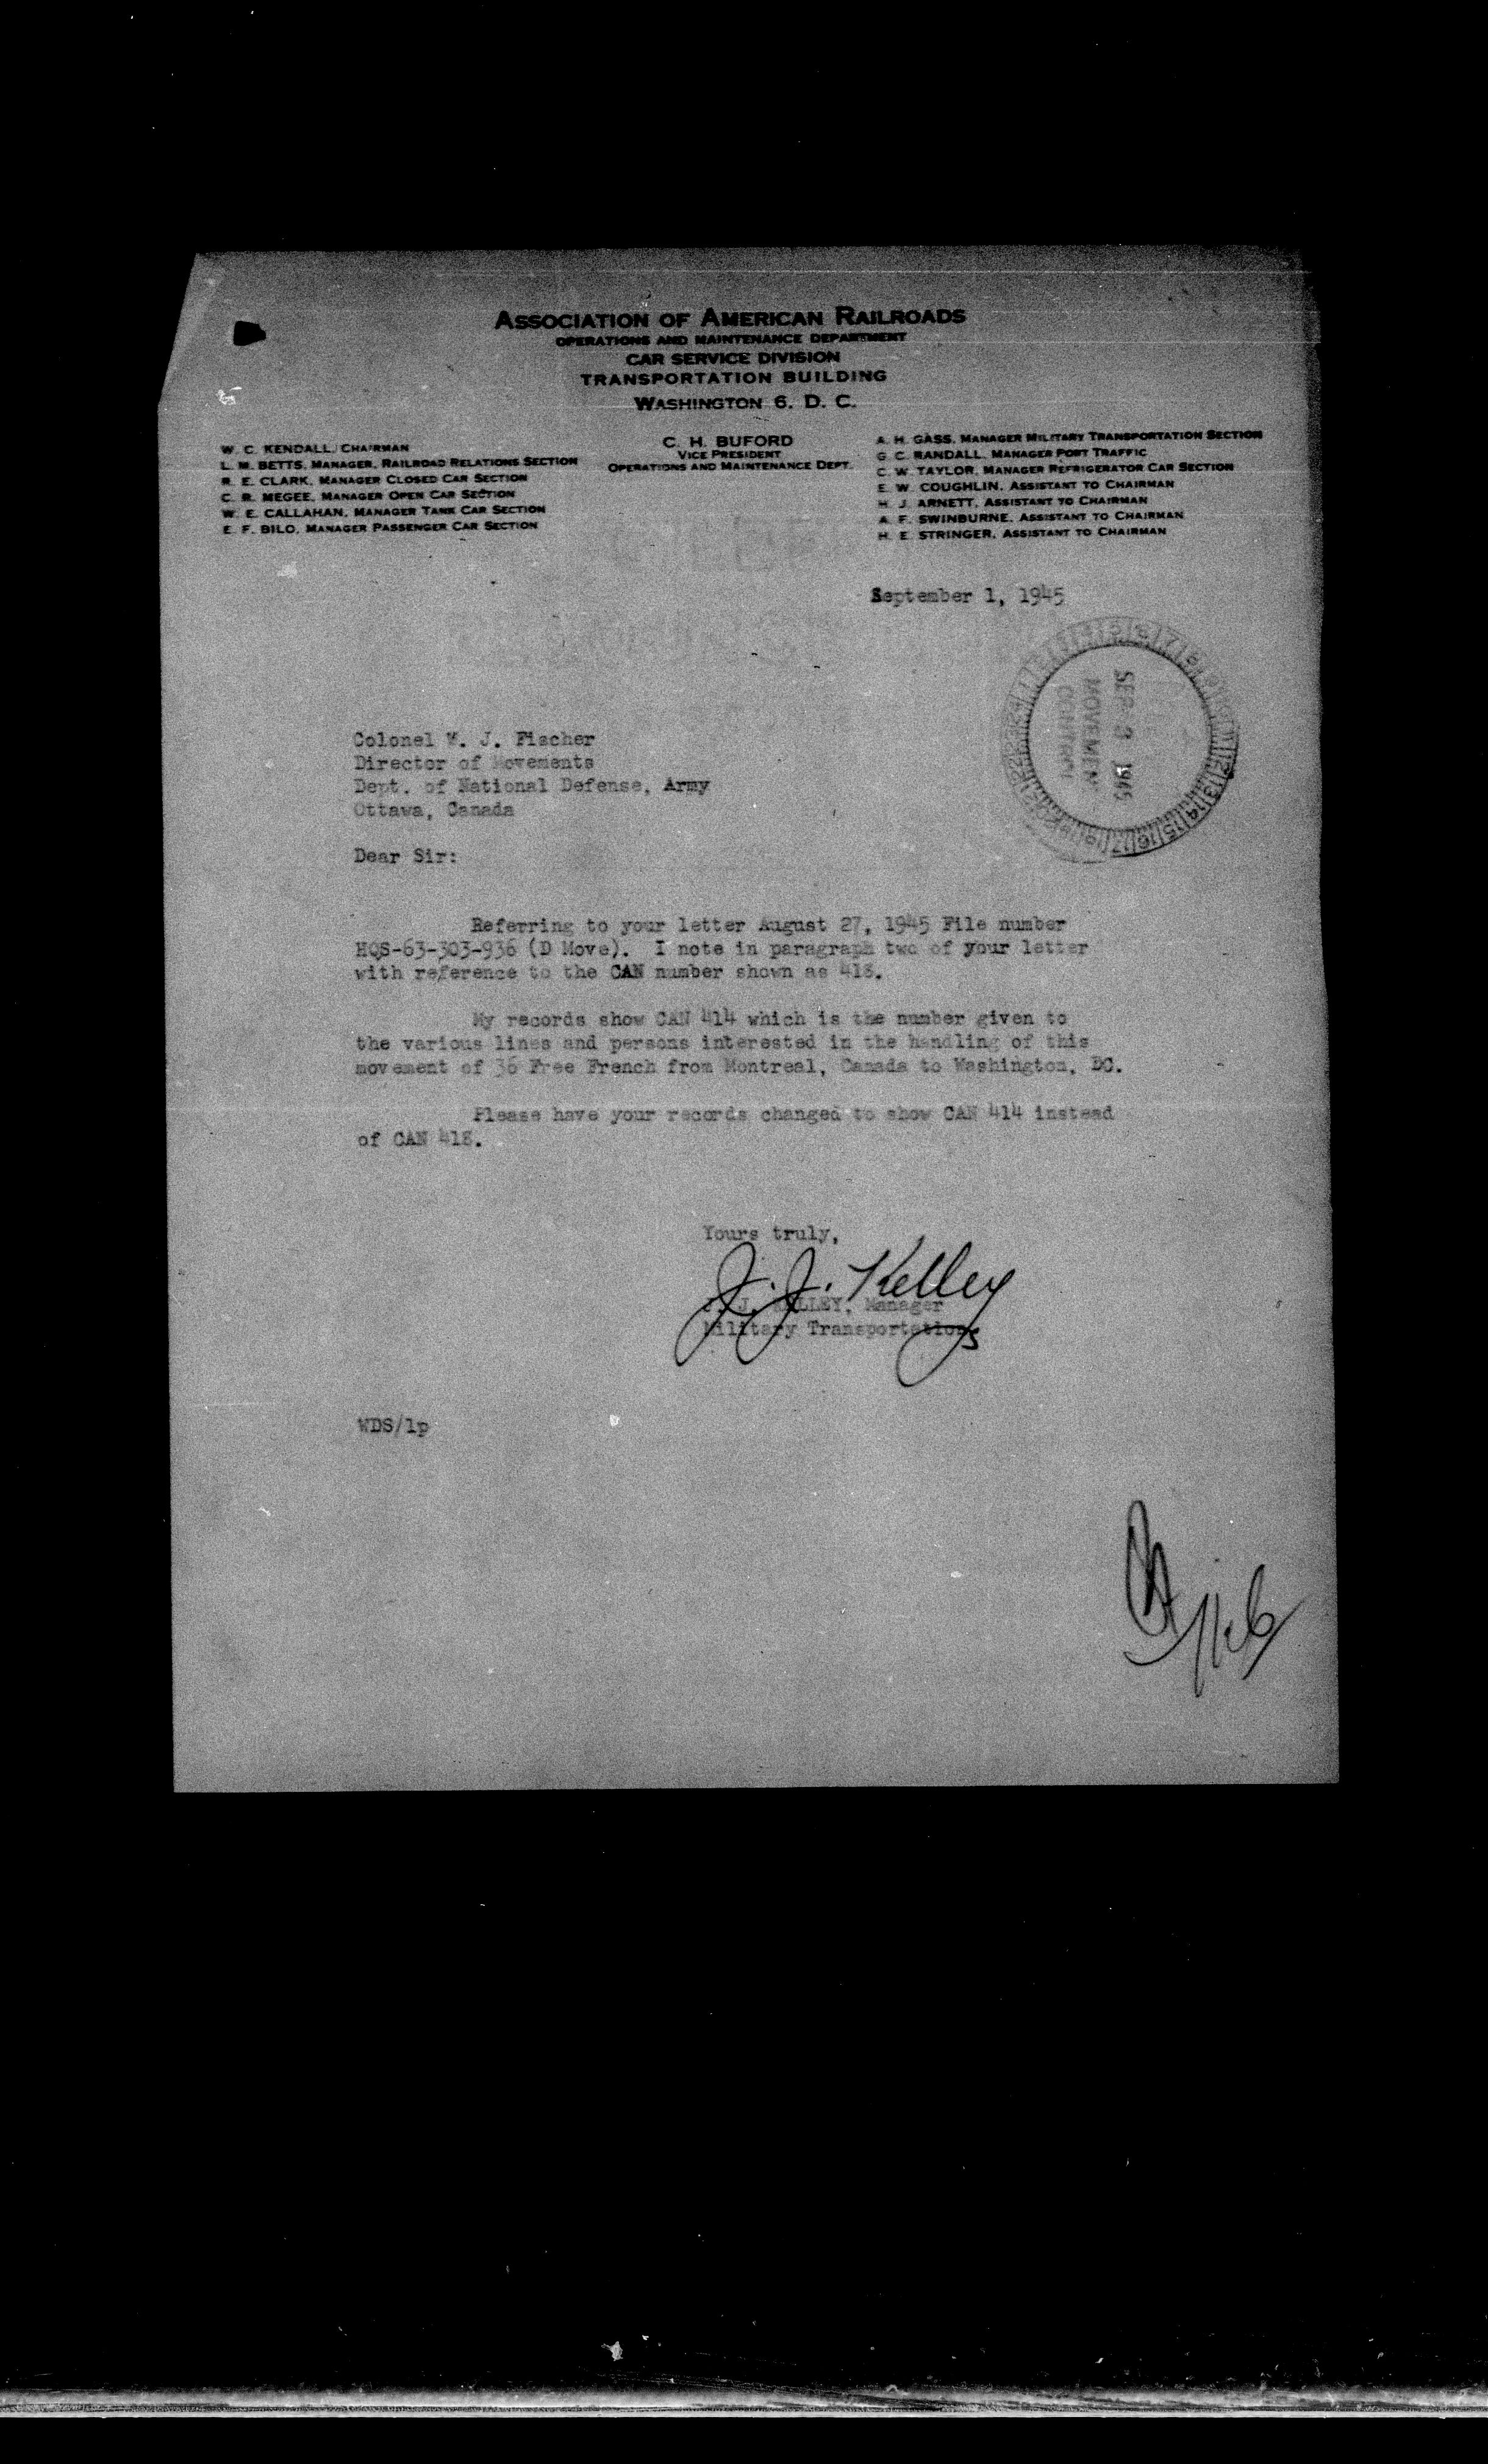 ASSOCIATION OF AMERICAN RAILROADS
OPERATIONS AND MAINTENANCE DEPARTMENT
CAR SERVICE DIVISION
TRANSPORTATION BUILDING
WASHINGTON 6, D. C.
W. C. KENDALL, CHAIRMAN
L. M. BETTS, MANAGER, RAILROAD RELATIONS SECTION
R. E. CLARK, MANAGER CLOSED CAR SECTION
C. R. MEGEE, MANAGER OPEN CAR SECTION
W. E. CALLAHAN, MANAGER TANK CAR SECTION
E. F. BILO, MANAGER PASSENGER CAR SECTION
C. H. BUFORD
VICE PRESIDENT
OPERATIONS AND MAINTENANCE DEPT.
A. H. GASS, MANAGER MILITARY TRANSPORTATION SECTION
G. C. RANDALL, MANAGER PORT TRAFFIC
C. W. TAYLOR, MANAGER REFRIGERATOR CAR SECTION
E. W. COUGHLIN, ASSISTANT TO CHAIRMAN
H. J. ARNETT, ASSISTANT TO CHAIRMAN
A. F. SWINBURNE, ASSISTANT TO CHAIRMAN
H. E. STRINGER, ASSISTANT TO CHAIRMAN
September 1, 1945
SEP 3 1945
MOVEMENT
CONTROL
Colonel W. J. Fischer
Director of Movements
Dept. of National Defense, Army
Ottawa, Canada
Dear Sir:
Referring to your letter August 27, 1945 File number
HQS-63-303-936 (D Move). I note in paragraph two of your letter
with reference to the CAN number shown as 418.
My records show CAN 414 which is the number given to
the various lines and persons interested in the handling of this
movement of 36 Free French from Montreal, Canada to Washington, DC.
Please have your records changed to show CAN 414 instead
of CAN 418.
Yours truly,
J. J. Kelley
J. J. KELLEY, Manager
Military Transportation
WDS/lp